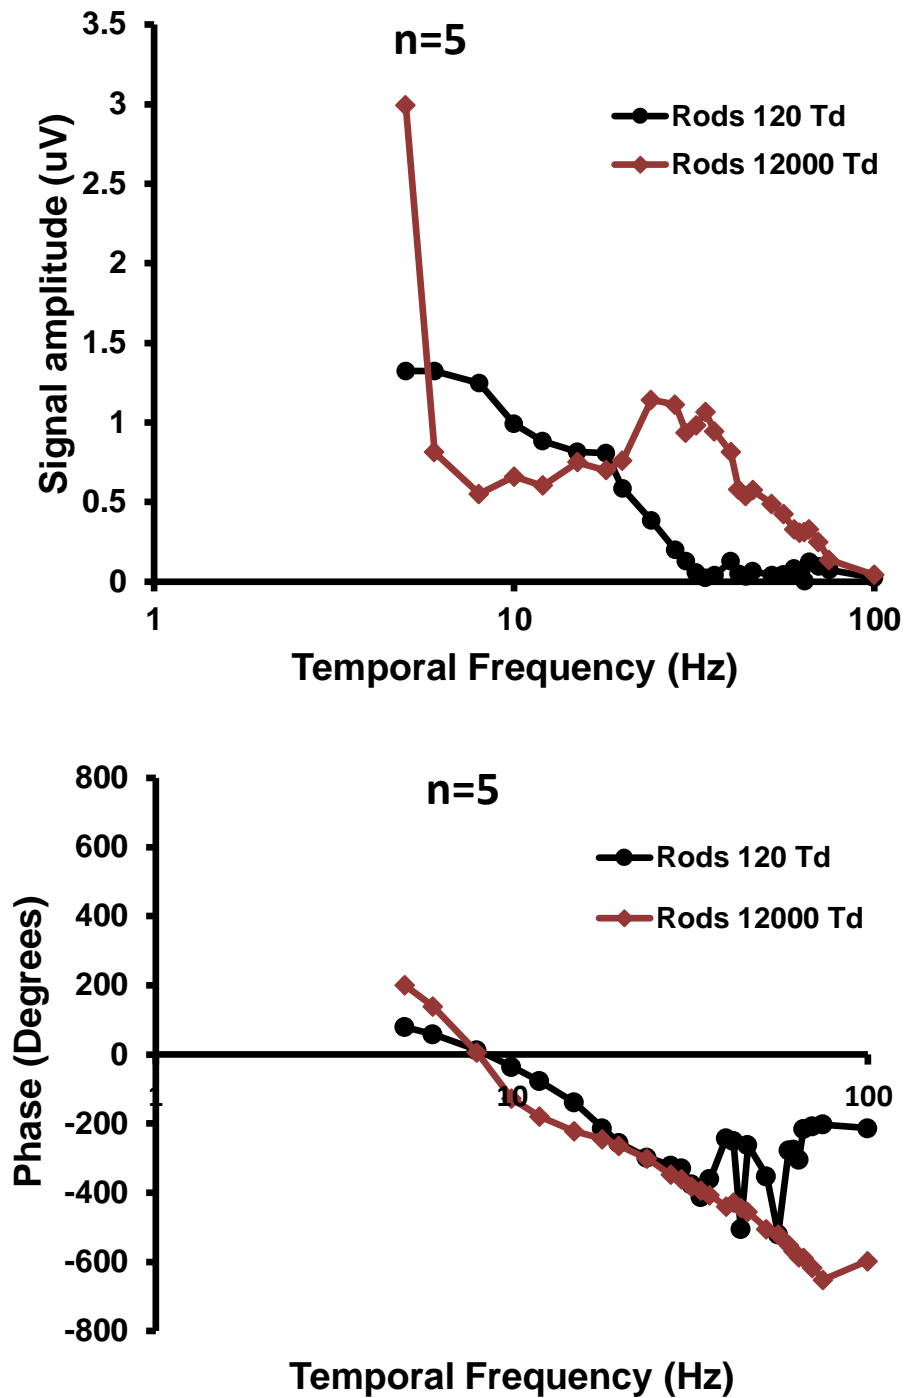 3.5
n=5
3
Rods 120 Td
2.5
Rods 12000 Td
2
1.5
1
0.5
0
1
10
100
Signal amplitude (uV)
Temporal Frequency (Hz)
800
n=5
600
Rods 120 Td
400
Rods 12000 Td
200
0
1
10
100
-200
-400
-600
-800
Phase (Degrees)
Temporal Frequency (Hz)